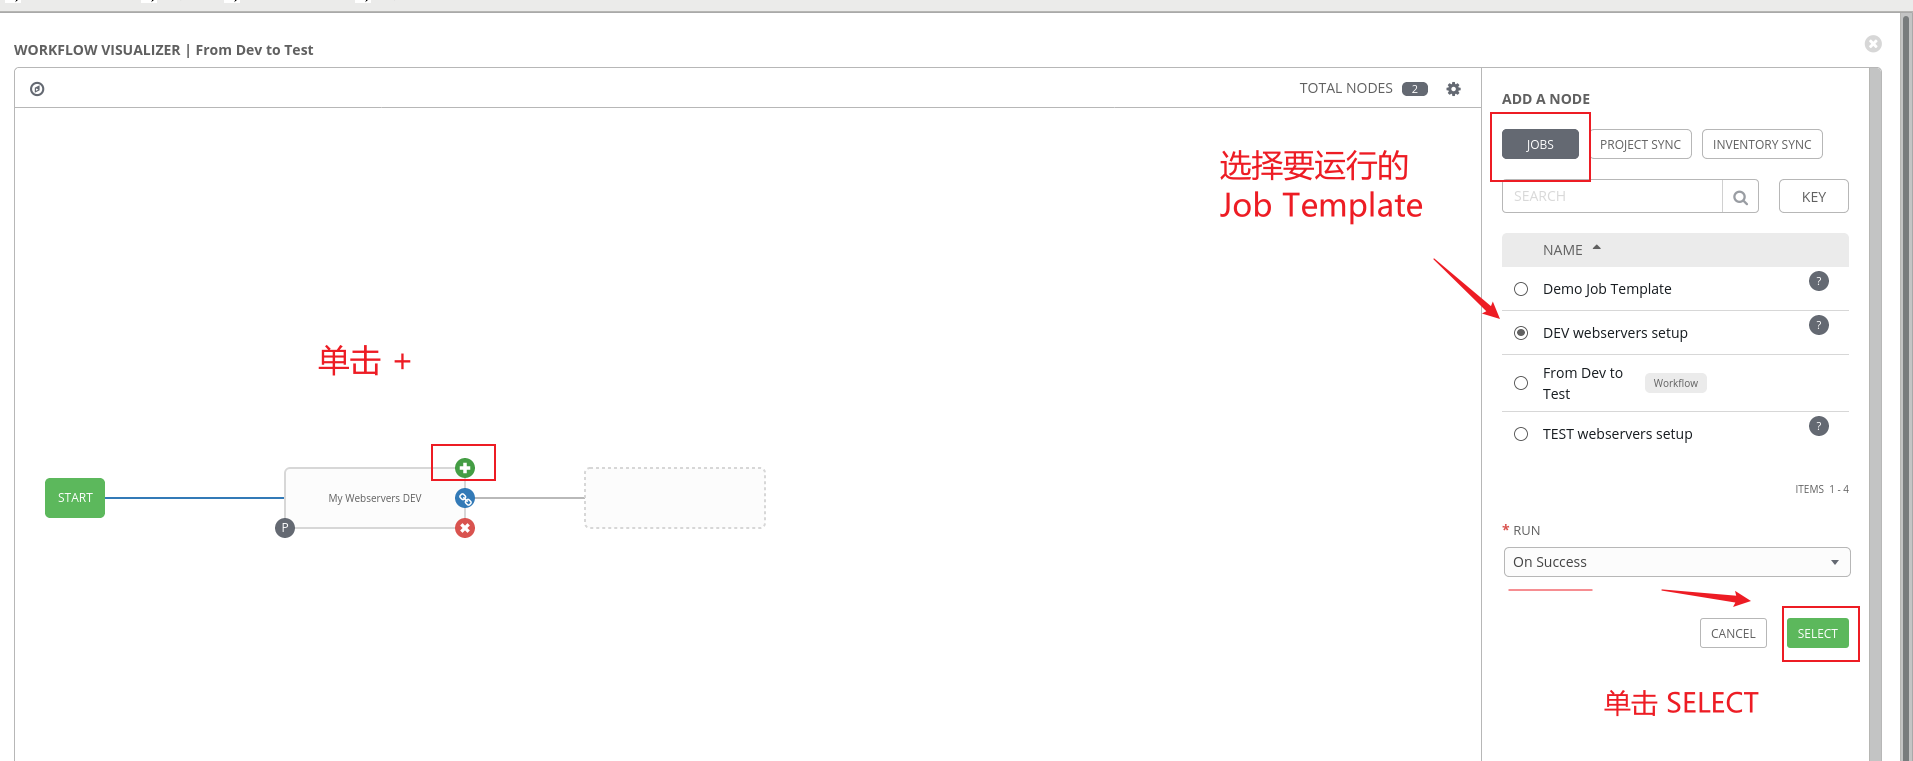 WORKFLOW VISUALIZER | From Dev to Test
TOTAL NODES 2
ADD A NODE
JOBS PROJECT SYNC INVENTORY SYNC
选择要运行的
Job Template
SEARCH KEY
NAME
Demo Job Template ?
DEV webservers setup ?
From Dev to
Test
Workflow
TEST webservers setup ?
单击 +
START
My Webservers DEV
P
ITEMS 1 - 4
* RUN
On Success
CANCEL SELECT
单击 SELECT